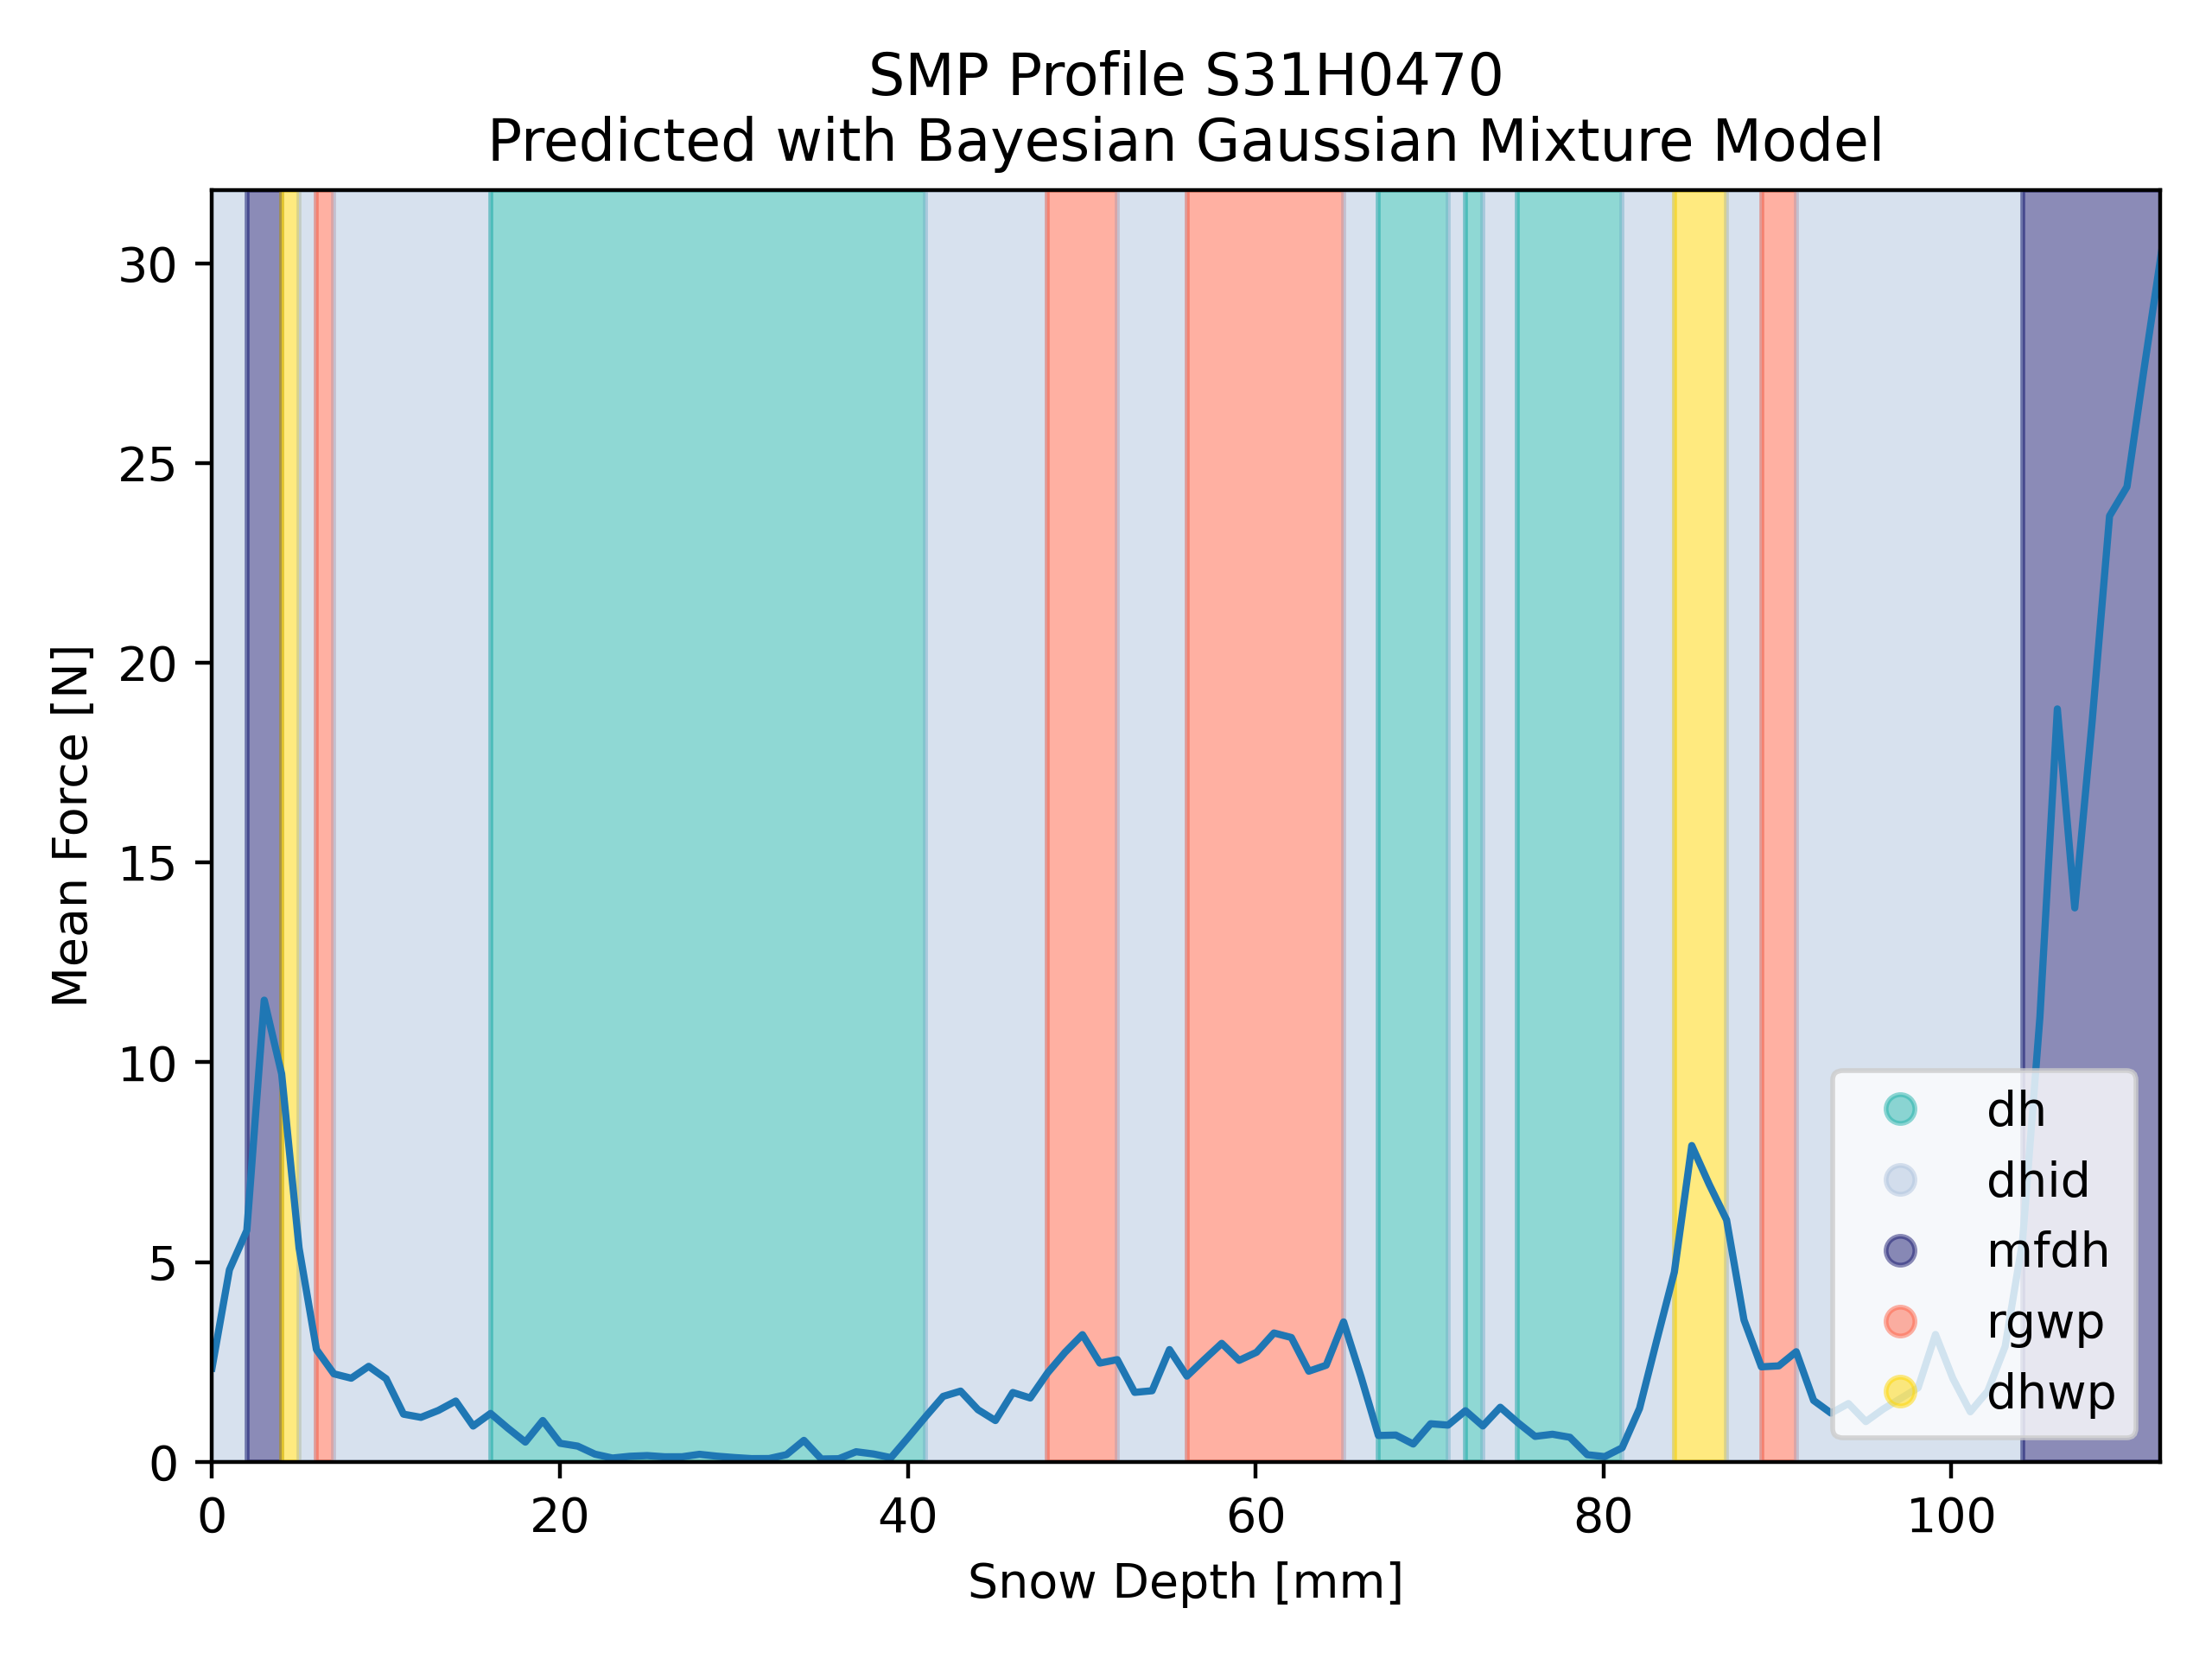 SMP Profile S31H0470
Predicted with Bayesian Gaussian Mixture Model
Mean Force [N]
30
25
20
15
10
5
0
0 20 40 60 80 100
Snow Depth [mm]
dh
dhid
mfdh
rgwp
dhwp